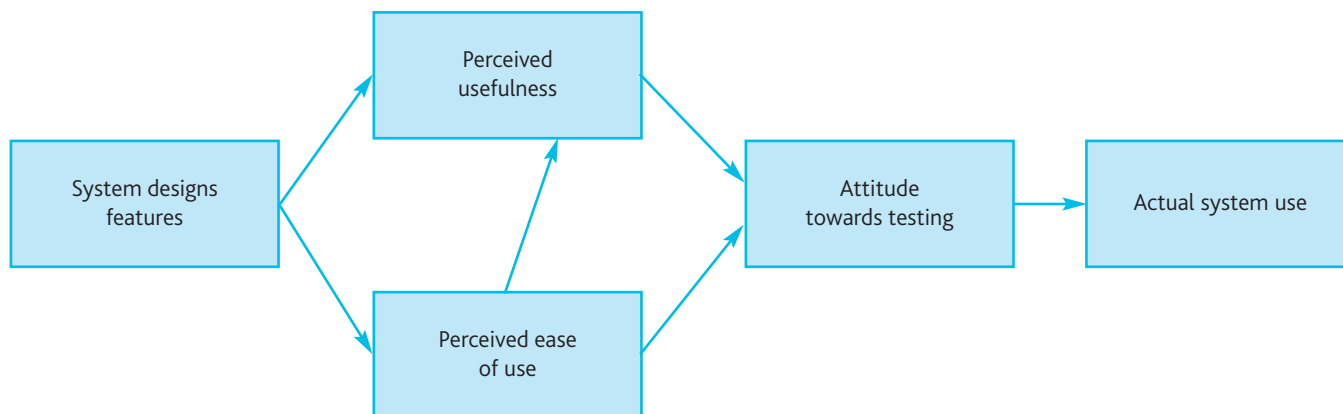 Perceived
usefulness
System designs
features
Attitude
towards testing
Actual system use
Perceived ease
of use